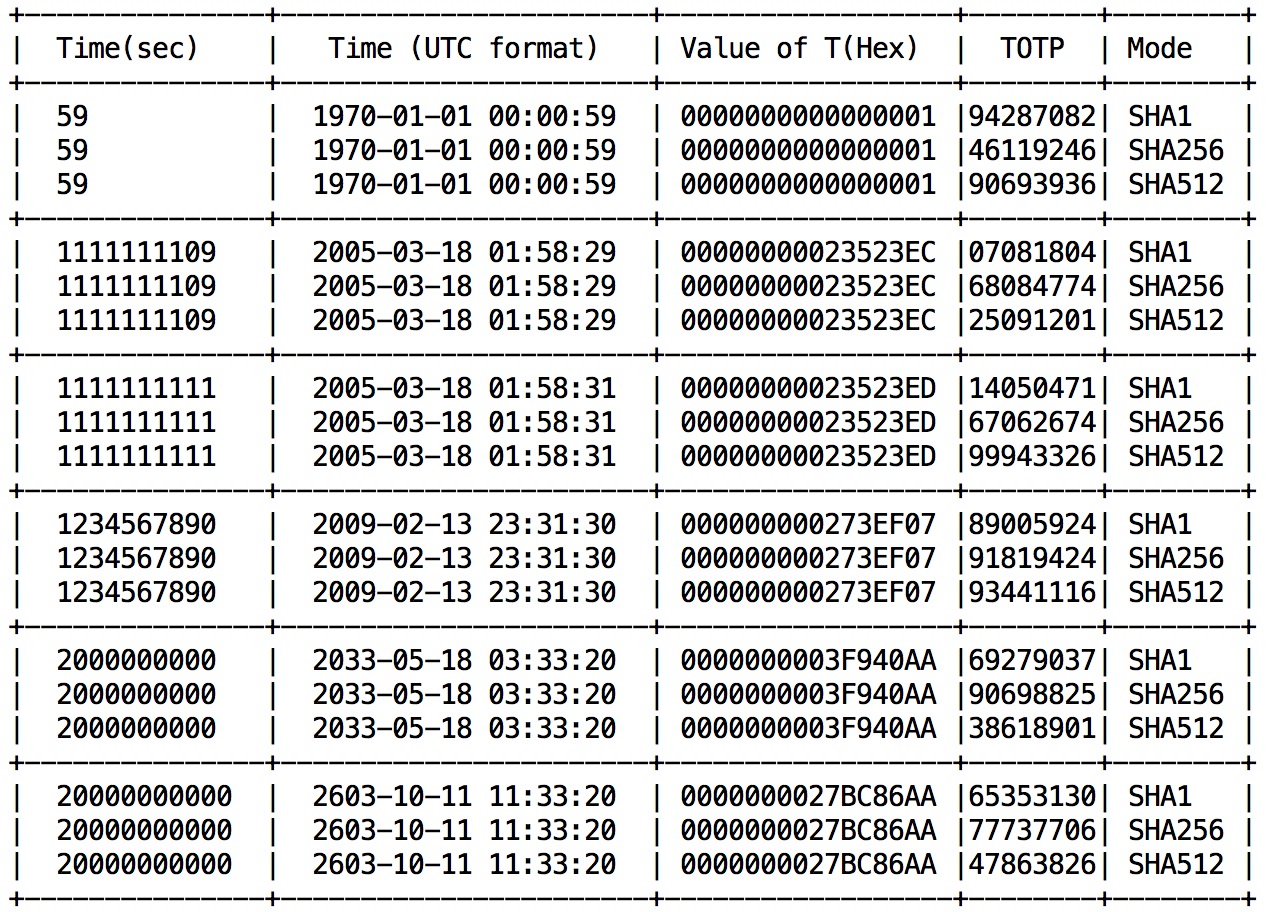 +---------------+-----------------------+------------------+--------+--------+
|  Time(sec)    |   Time (UTC format)   | Value of T(Hex)  |  TOTP  | Mode   |
+---------------+-----------------------+------------------+--------+--------+
|  59           |  1970-01-01 00:00:59  | 0000000000000001 |94287082| SHA1   |
|  59           |  1970-01-01 00:00:59  | 0000000000000001 |46119246| SHA256 |
|  59           |  1970-01-01 00:00:59  | 0000000000000001 |90693936| SHA512 |
+---------------+-----------------------+------------------+--------+--------+
|  1111111109   |  2005-03-18 01:58:29  | 00000000023523EC |07081804| SHA1   |
|  1111111109   |  2005-03-18 01:58:29  | 00000000023523EC |68084774| SHA256 |
|  1111111109   |  2005-03-18 01:58:29  | 00000000023523EC |25091201| SHA512 |
+---------------+-----------------------+------------------+--------+--------+
|  1111111111   |  2005-03-18 01:58:31  | 00000000023523ED |14050471| SHA1   |
|  1111111111   |  2005-03-18 01:58:31  | 00000000023523ED |67062674| SHA256 |
|  1111111111   |  2005-03-18 01:58:31  | 00000000023523ED |99943326| SHA512 |
+---------------+-----------------------+------------------+--------+--------+
|  1234567890   |  2009-02-13 23:31:30  | 000000000273EF07 |89005924| SHA1   |
|  1234567890   |  2009-02-13 23:31:30  | 000000000273EF07 |91819424| SHA256 |
|  1234567890   |  2009-02-13 23:31:30  | 000000000273EF07 |93441116| SHA512 |
+---------------+-----------------------+------------------+--------+--------+
|  2000000000   |  2033-05-18 03:33:20  | 0000000003F940AA |69279037| SHA1   |
|  2000000000   |  2033-05-18 03:33:20  | 0000000003F940AA |90698825| SHA256 |
|  2000000000   |  2033-05-18 03:33:20  | 0000000003F940AA |38618901| SHA512 |
+---------------+-----------------------+------------------+--------+--------+
|  20000000000  |  2603-10-11 11:33:20  | 0000000027BC86AA |65353130| SHA1   |
|  20000000000  |  2603-10-11 11:33:20  | 0000000027BC86AA |77737706| SHA256 |
|  20000000000  |  2603-10-11 11:33:20  | 0000000027BC86AA |47863826| SHA512 |
+---------------+-----------------------+------------------+--------+--------+